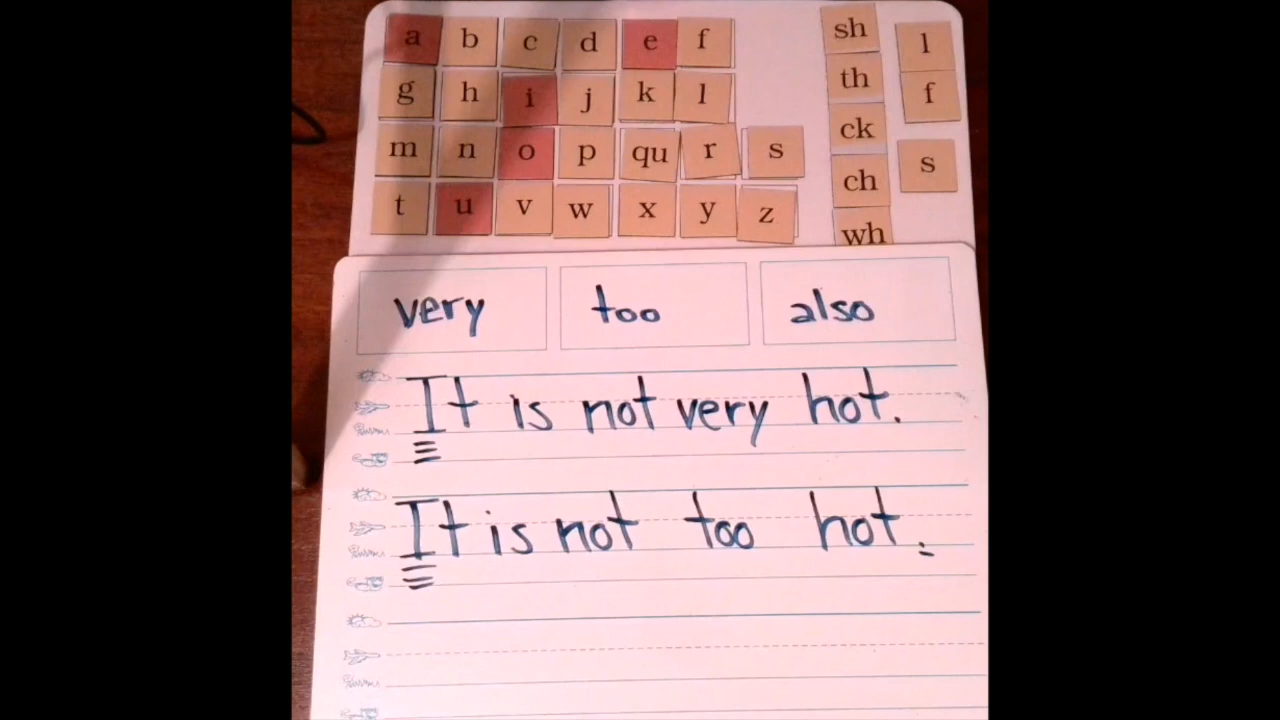 a b c d e f sh l
g h i j k l th f
m n o p qu r s ck s
t u v w x y z ch
wh
very too also
It is not very hot.
It is not too hot.